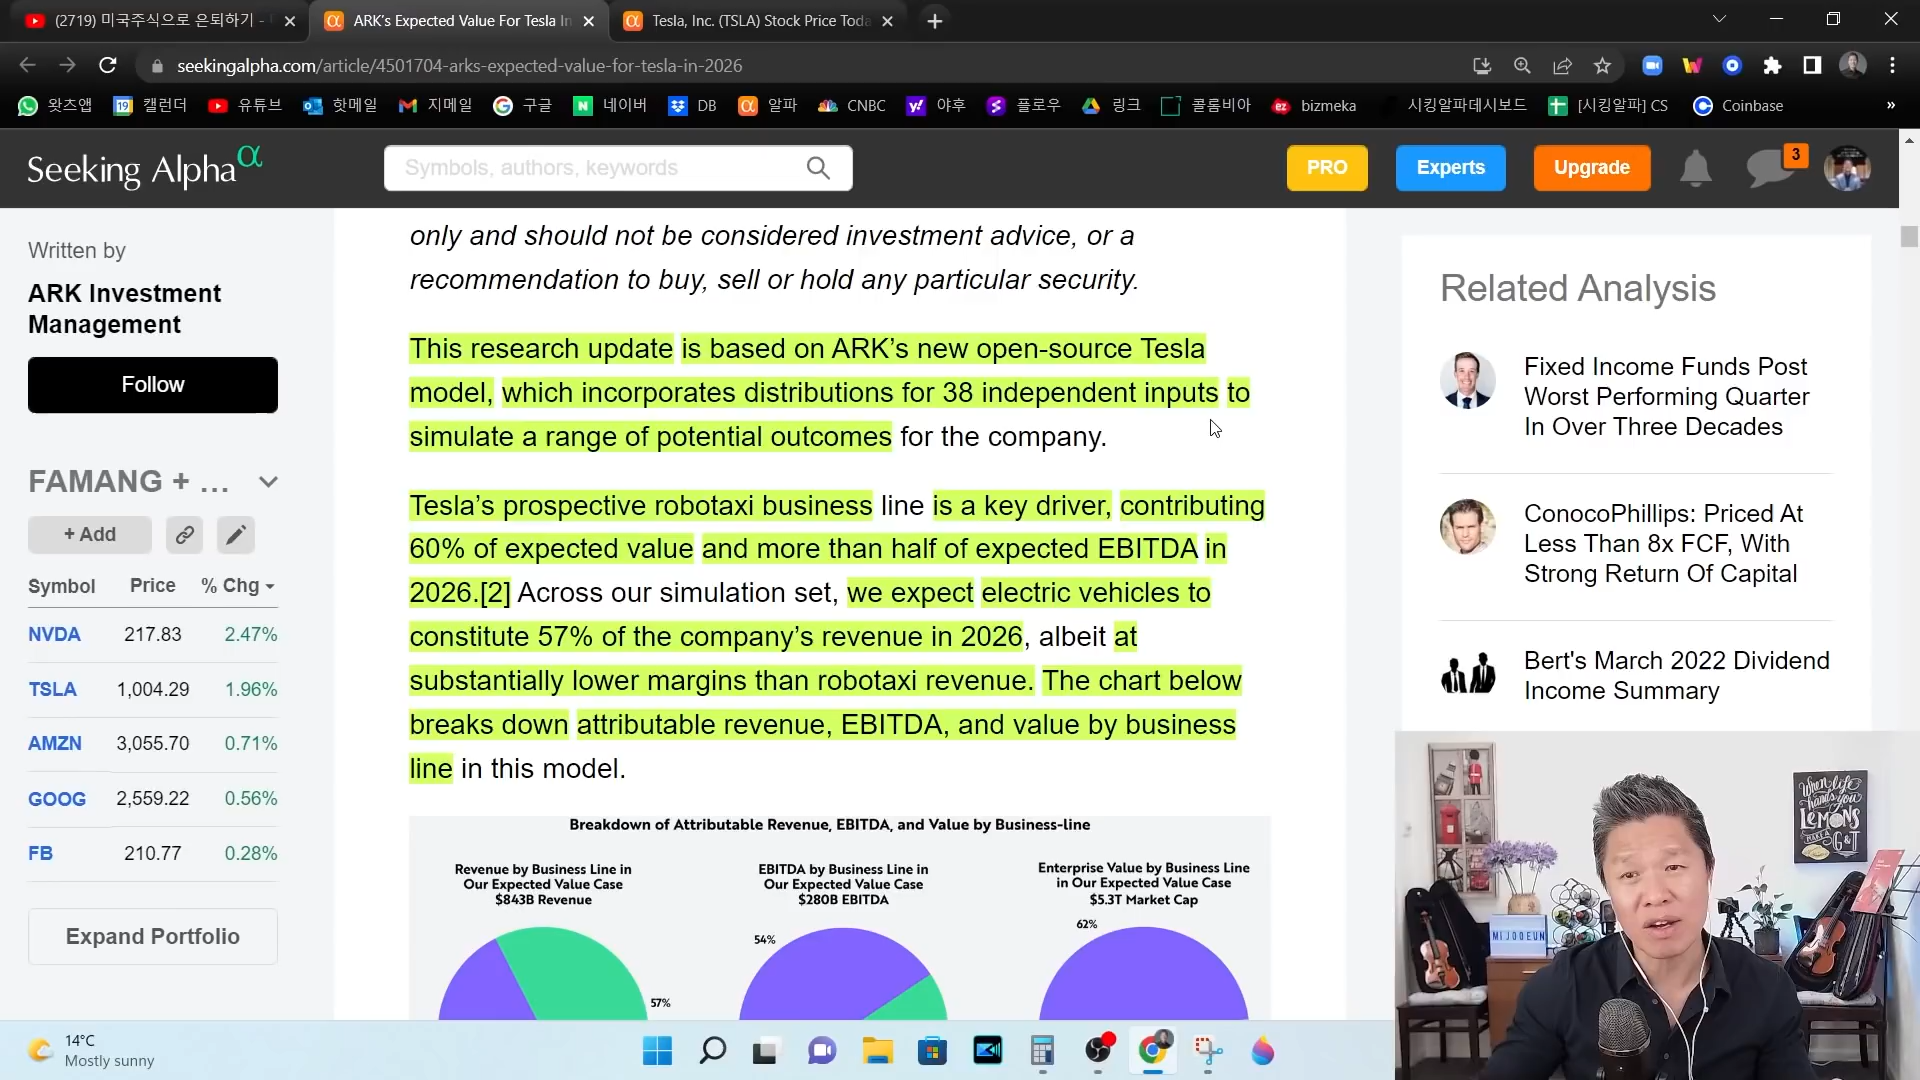 (2719) 미국주식으로 은퇴하기 -
ARK's Expected Value For Tesla In
Tesla, Inc. (TSLA) Stock Price Toda
seekingalpha.com/article/4501704-arks-expected-value-for-tesla-in-2026
왓츠앱 캘린더 유튜브 핫메일 지메일 구글 네이버 DB 알파 CNBC 야후 플로우 링크 콜롬비아 bizmeka 시킹알파데시보드 [시킹알파] CS Coinbase »
Seeking Alpha α
Symbols, authors, keywords
PRO
Experts
Upgrade
3
Written by
ARK Investment
Management
Follow
FAMANG + ...
+ Add
Symbol Price % Chg
NVDA 217.83 2.47%
TSLA 1,004.29 1.96%
AMZN 3,055.70 0.71%
GOOG 2,559.22 0.56%
FB 210.77 0.28%
Expand Portfolio
only and should not be considered investment advice, or a
recommendation to buy, sell or hold any particular security.
This research update is based on ARK’s new open-source Tesla
model, which incorporates distributions for 38 independent inputs to
simulate a range of potential outcomes for the company.
Tesla’s prospective robotaxi business line is a key driver, contributing
60% of expected value and more than half of expected EBITDA in
2026.[2] Across our simulation set, we expect electric vehicles to
constitute 57% of the company’s revenue in 2026, albeit at
substantially lower margins than robotaxi revenue. The chart below
breaks down attributable revenue, EBITDA, and value by business
line in this model.
Breakdown of Attributable Revenue, EBITDA, and Value by Business-line
Revenue by Business Line in
Our Expected Value Case
$843B Revenue
57%
EBITDA by Business Line in
Our Expected Value Case
$280B EBITDA
54%
Enterprise Value by Business Line
in Our Expected Value Case
$5.3T Market Cap
62%
Related Analysis
Fixed Income Funds Post
Worst Performing Quarter
In Over Three Decades
ConocoPhillips: Priced At
Less Than 8x FCF, With
Strong Return Of Capital
Bert's March 2022 Dividend
Income Summary
When life
hands you
LEMONS
MAKE A
G&T
MIJOOEUN
14°C
Mostly sunny